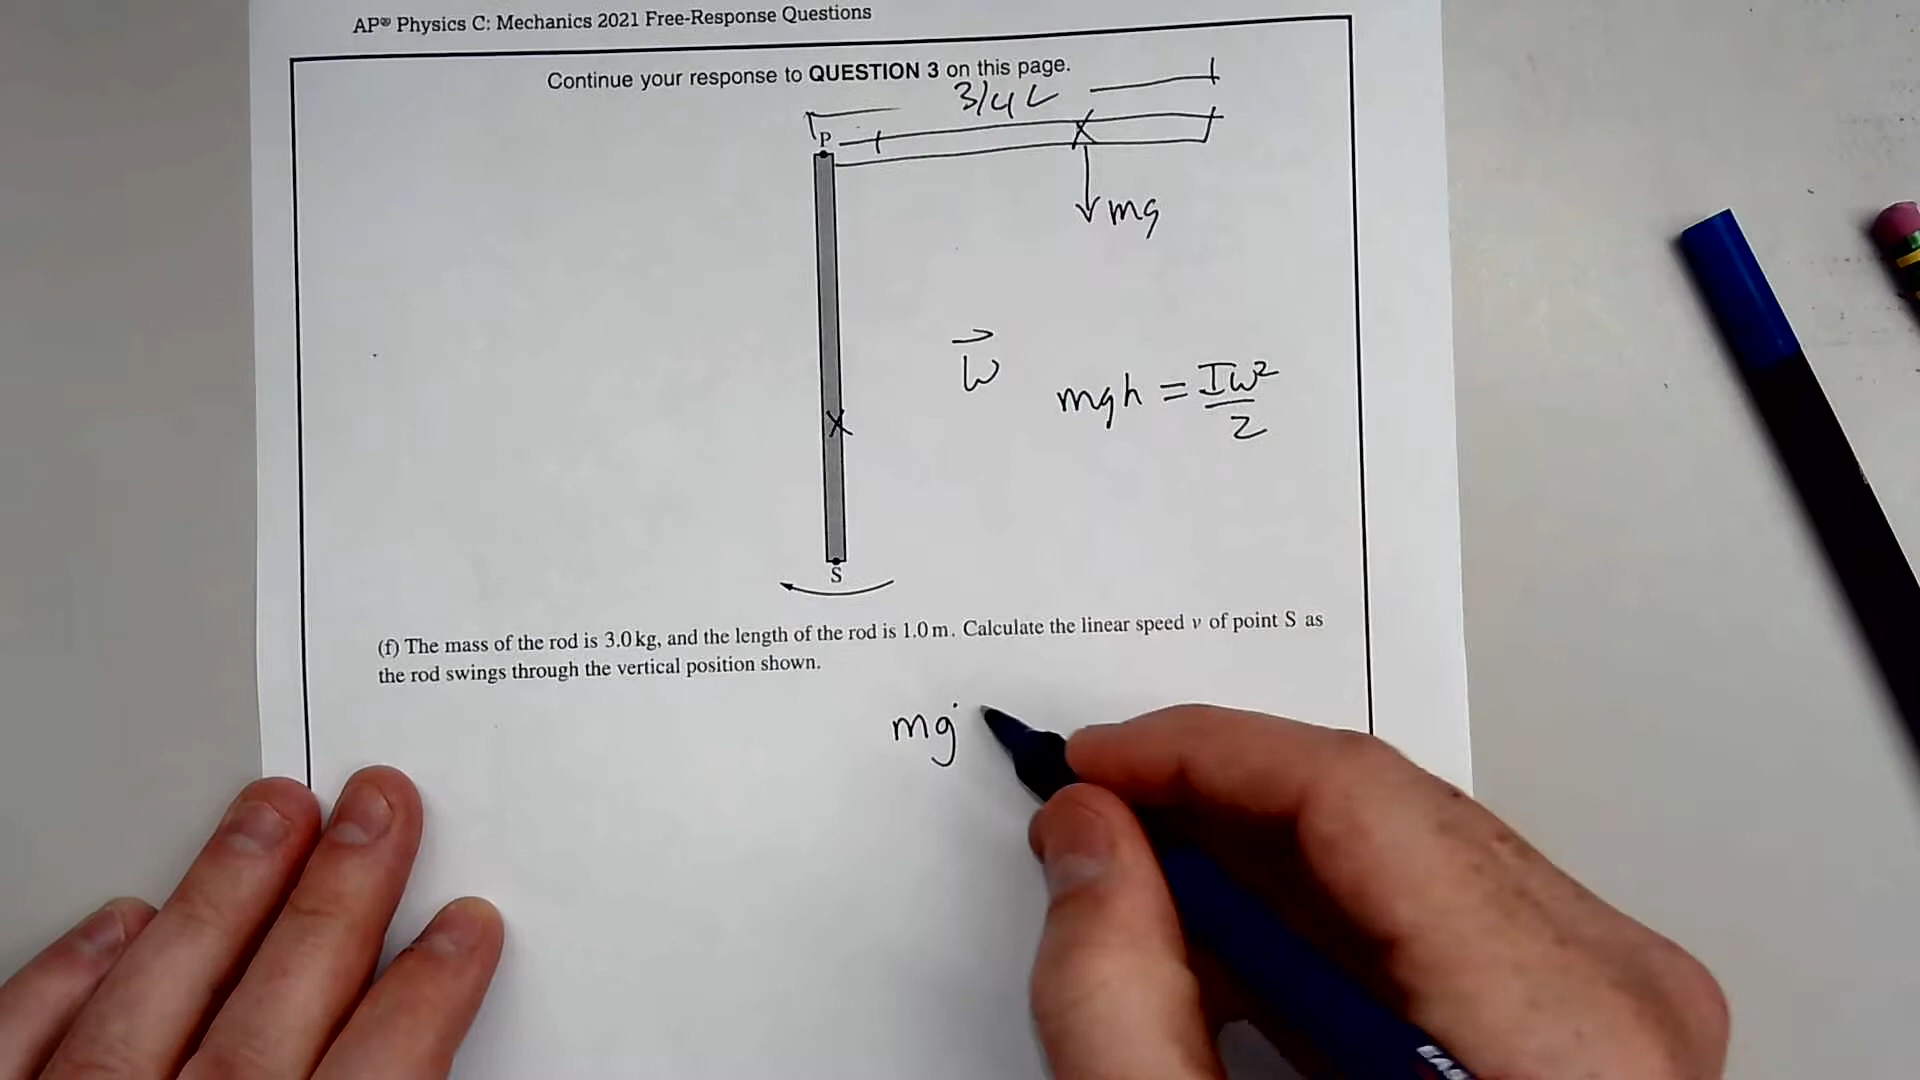 AP® Physics C: Mechanics 2021 Free-Response Questions
Continue your response to QUESTION 3 on this page.
3/4 L
P
mg
ω
mgh = Iω²/2
S
(f) The mass of the rod is 3.0 kg, and the length of the rod is 1.0 m. Calculate the linear speed v of point S as
the rod swings through the vertical position shown.
mg